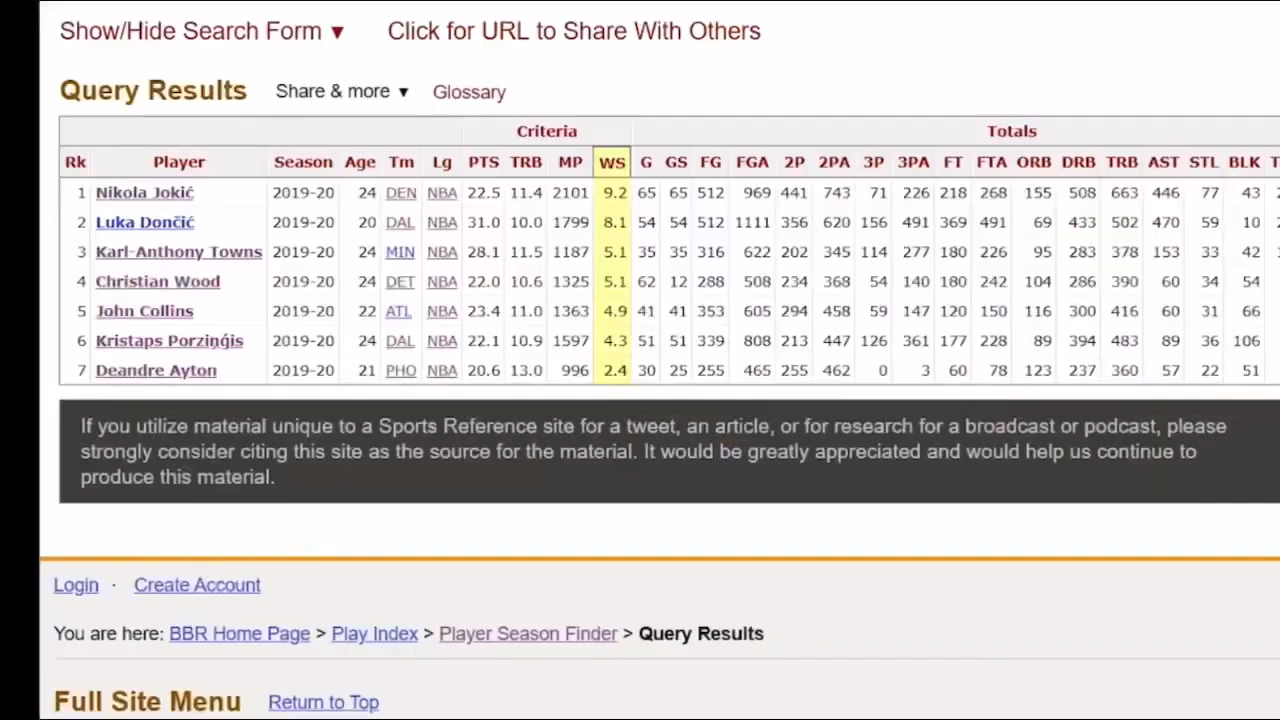 Show/Hide Search Form ▼ Click for URL to Share With Others
Query Results Share & more ▼ Glossary
Criteria Totals
Rk Player Season Age Tm Lg PTS TRB MP WS G GS FG FGA 2P 2PA 3P 3PA FT FTA ORB DRB TRB AST STL BLK
1 Nikola Jokić 2019-20 24 DEN NBA 22.5 11.4 2101 9.2 65 65 512 969 441 743 71 226 218 268 155 508 663 446 77 43
2 Luka Dončić 2019-20 20 DAL NBA 31.0 10.0 1799 8.1 54 54 512 1111 356 620 156 491 369 491 69 433 502 470 59 10
3 Karl-Anthony Towns 2019-20 24 MIN NBA 28.1 11.5 1187 5.1 35 35 316 622 202 345 114 277 180 226 95 283 378 153 33 42
4 Christian Wood 2019-20 24 DET NBA 22.0 10.6 1325 5.1 62 12 288 508 234 368 54 140 180 242 104 286 390 60 34 54
5 John Collins 2019-20 22 ATL NBA 23.4 11.0 1363 4.9 41 41 353 605 294 458 59 147 120 150 116 300 416 60 31 66
6 Kristaps Porziņģis 2019-20 24 DAL NBA 22.1 10.9 1597 4.3 51 51 339 808 213 447 126 361 177 228 89 394 483 89 36 106
7 Deandre Ayton 2019-20 21 PHO NBA 20.6 13.0 996 2.4 30 25 255 465 255 462 0 3 60 78 123 237 360 57 22 51
If you utilize material unique to a Sports Reference site for a tweet, an article, or for research for a broadcast or podcast, please
strongly consider citing this site as the source for the material. It would be greatly appreciated and would help us continue to
produce this material.
Login · Create Account
You are here: BBR Home Page > Play Index > Player Season Finder > Query Results
Full Site Menu Return to Top